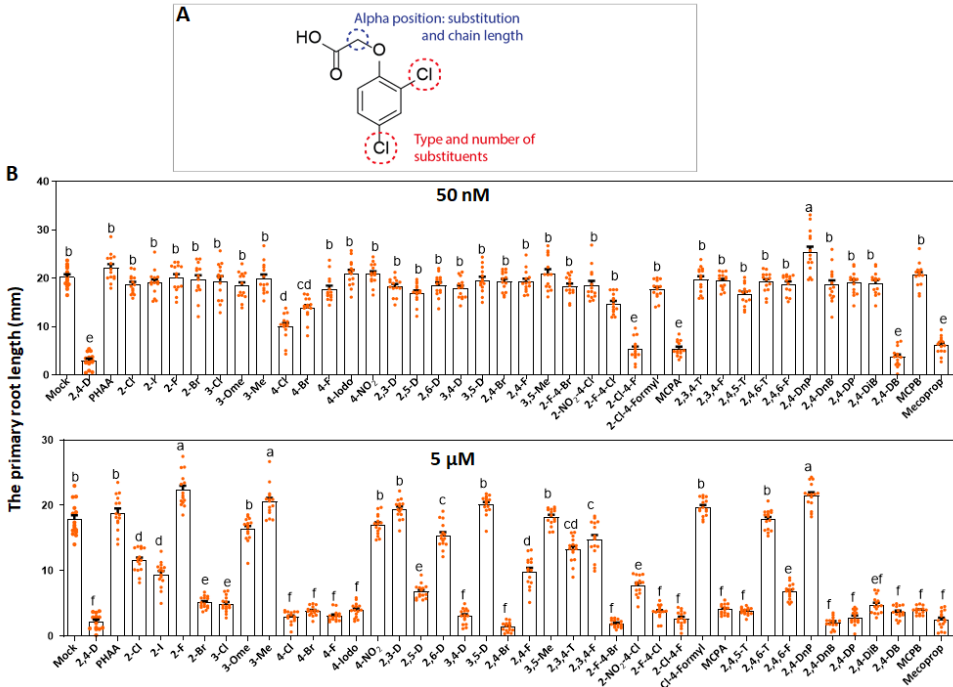 A
Alpha position: substitution
and chain length
HO
O
O
Cl
Cl
Type and number of
substituents
B
The primary root length (mm)
50 nM
40
30
20
10
0
b
e
b
b
b
b
b
b
b
b
d
cd
b
b
b
b
b
b
b
b
b
b
b
b
b
b
e
b
e
b
b
b
b
b
a
b
b
b
e
b
e
Mock
2,4-D
PHAA
2-Cl
2-I
2-F
2-Br
3-Cl
3-Ome
3-Me
4-Cl
4-Br
4-F
4-Iodo
4-NO2
2,3-D
2,5-D
2,6-D
3,4-D
3,5-D
2,4-Br
2,4-F
3,5-Me
2-F-4-Br
2-NO2-4-Cl
2-F-4-Cl
2-Cl-4-F
2-Cl-4-Formyl
MCPA
2,3,4-T
2,3,4-F
2,4,5-T
2,4,6-T
2,4,6-F
2,4-DnP
2,4-DnB
2,4-DP
2,4-DiB
2,4-DB
MCPB
Mecoprop
5 µM
30
20
10
0
b
f
b
d
d
a
e
e
b
a
f
f
f
f
b
b
e
c
f
b
f
d
b
cd
c
f
e
f
f
b
f
f
b
e
a
f
f
ef
f
f
f
Mock
2,4-D
PHAA
2-Cl
2-I
2-F
2-Br
3-Cl
3-Ome
3-Me
4-Cl
4-Br
4-F
4-Iodo
4-NO2
2,3-D
2,5-D
2,6-D
3,4-D
3,5-D
2,4-Br
2,4-F
3,5-Me
2,3,4-T
2,3,4-F
2-F-4-Br
2-NO2-4-Cl
2-F-4-Cl
2-Cl-4-F
Cl-4-Formyl
MCPA
2,4,5-T
2,4,6-T
2,4,6-F
2,4-DnP
2,4-DnB
2,4-DP
2,4-DiB
2,4-DB
MCPB
Mecoprop